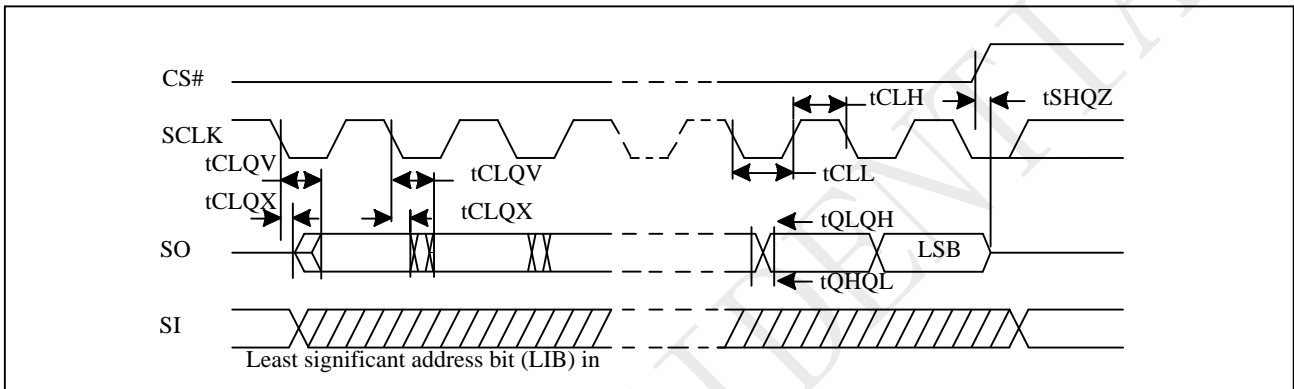 CS#
tCLH
tSHQZ
SCLK
tCLQV
tCLQV
tCLL
tCLQX
tCLQX
tQLQH
SO
LSB
tQHQL
SI
Least significant address bit (LIB) in